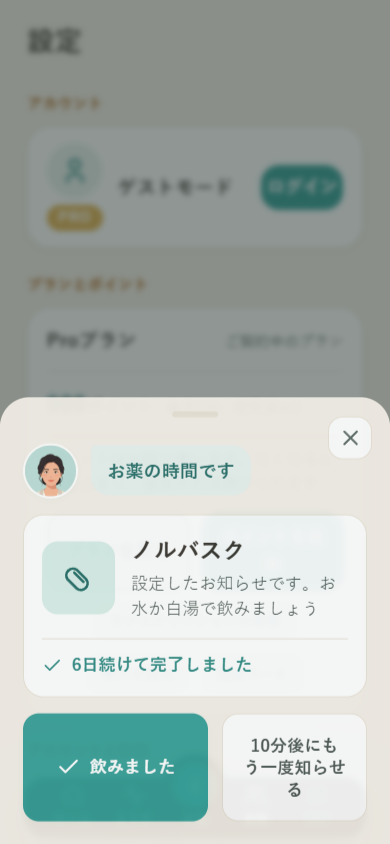 設定
アカウント
ゲストモード
ログイン
PRO
プランとポイント
Proプラン
ご契約中のプラン
お薬の時間です
ノルバスク
設定したお知らせです。お
水か白湯で飲みましょう
6日続けて完了しました
飲みました
10分後にも
う一度知らせ
る